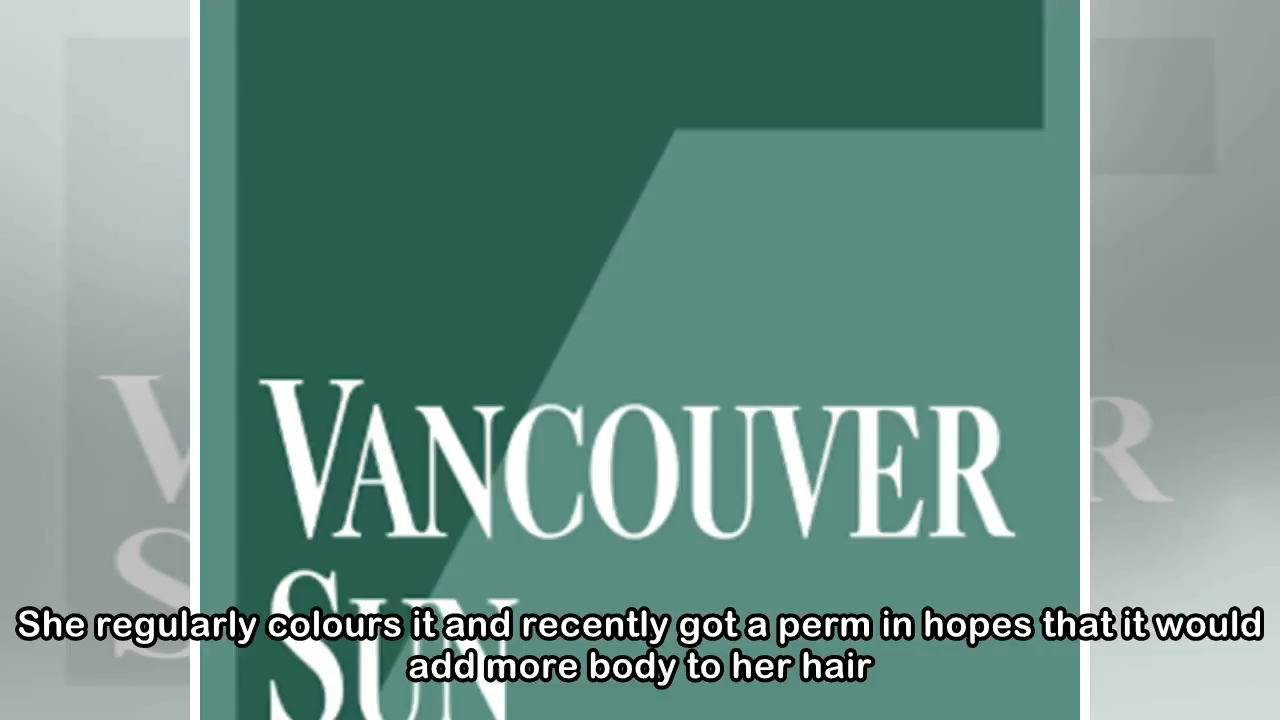 VANCOUVER
SUN
She regularly colours it and recently got a perm in hopes that it would
add more body to her hair